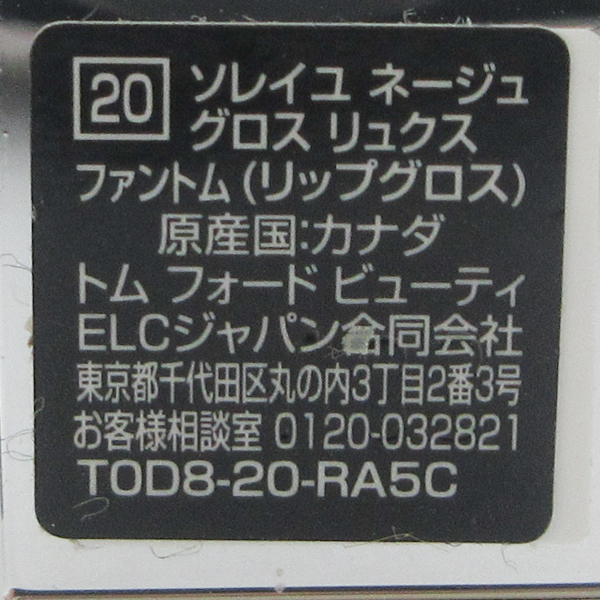 20 ソレイユ ネージュ
グロス リュクス
ファントム (リップグロス)
原産国:カナダ
トム フォード ビューティ
ELCジャパン合同会社
東京都千代田区丸の内3丁目2番3号
お客様相談室 0120-032821
T0D8-20-RA5C